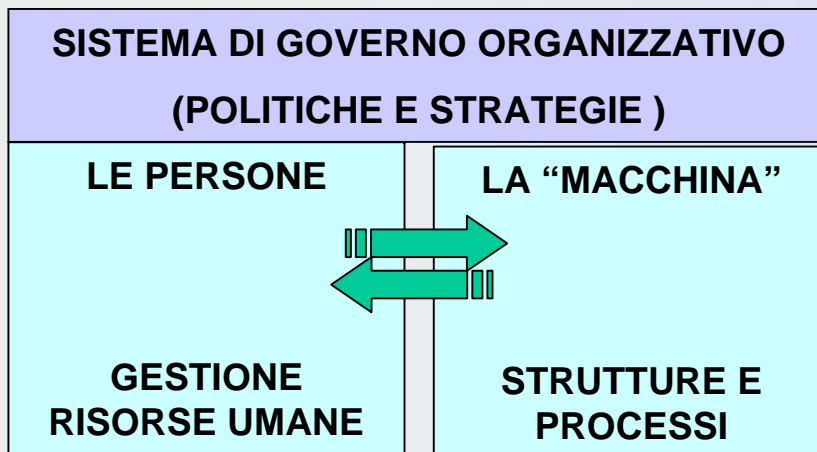 SISTEMA DI GOVERNO ORGANIZZATIVO
(POLITICHE E STRATEGIE )
LE PERSONE
GESTIONE
RISORSE UMANE
LA “MACCHINA”
STRUTTURE E
PROCESSI